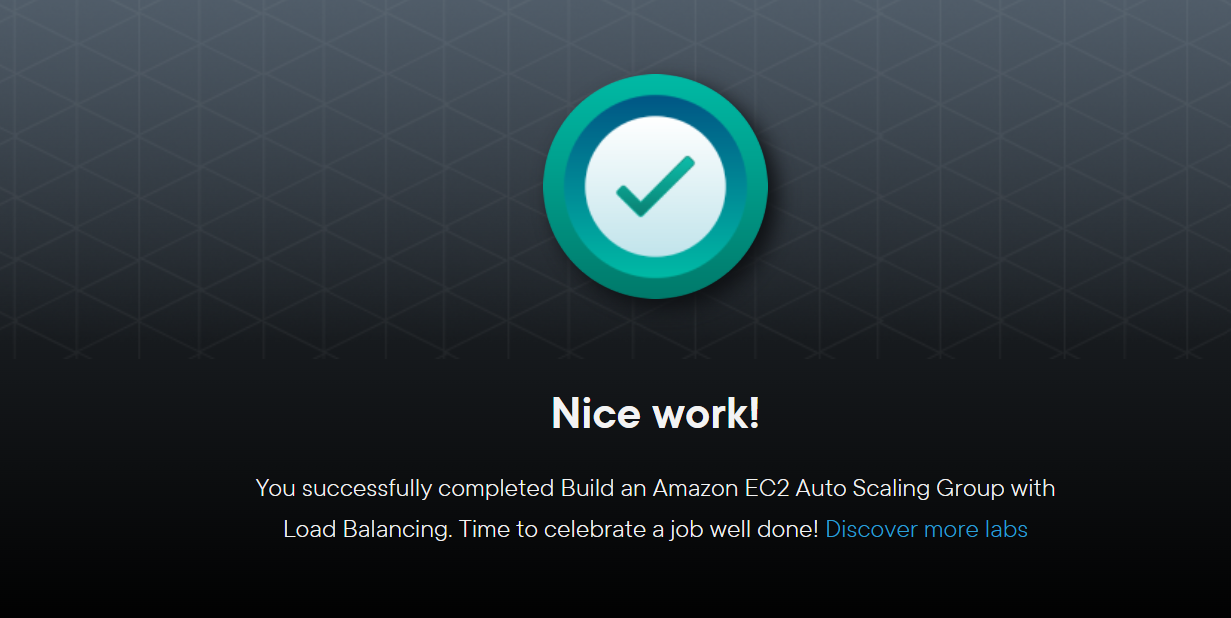 Nice work!
You successfully completed Build an Amazon EC2 Auto Scaling Group with
Load Balancing. Time to celebrate a job well done! Discover more labs